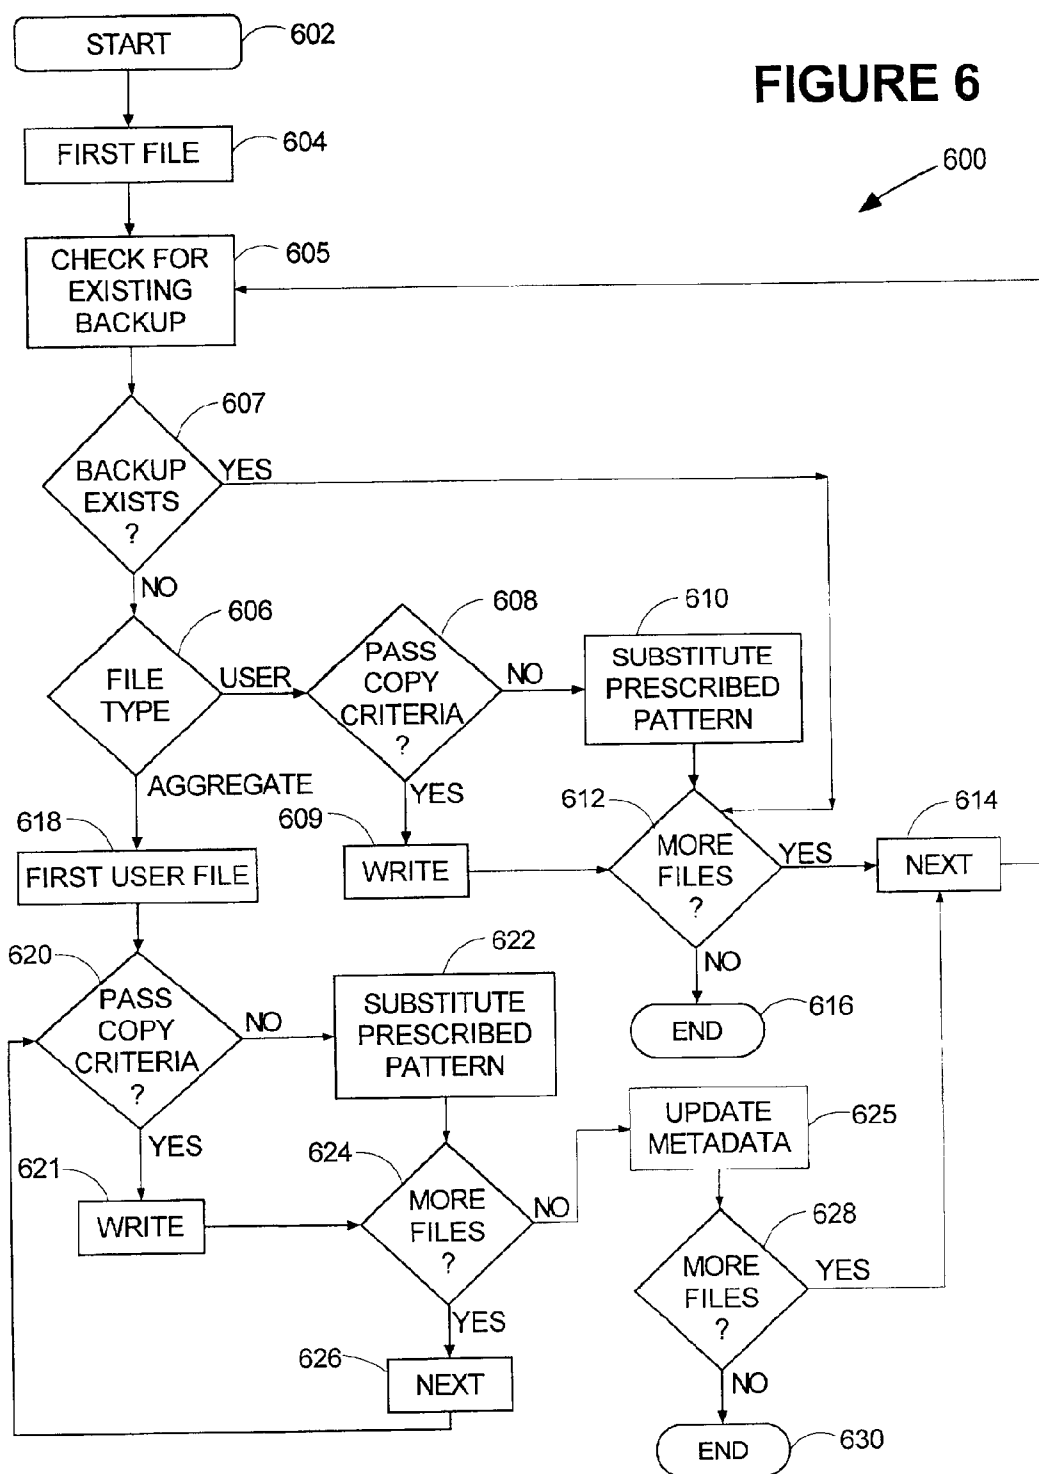 START
602
FIGURE 6
FIRST FILE
604
600
CHECK FOR
EXISTING
BACKUP
605
607
BACKUP
EXISTS
?
YES
NO
606
FILE
TYPE
USER
608
PASS
COPY
CRITERIA
?
NO
610
SUBSTITUTE
PRESCRIBED
PATTERN
AGGREGATE
YES
609
WRITE
612
MORE
FILES
?
YES
614
NEXT
618
FIRST USER FILE
NO
END
616
620
PASS
COPY
CRITERIA
?
NO
622
SUBSTITUTE
PRESCRIBED
PATTERN
YES
621
WRITE
624
MORE
FILES
?
NO
UPDATE
METADATA
625
628
MORE
FILES
?
YES
YES
626
NEXT
NO
END
630